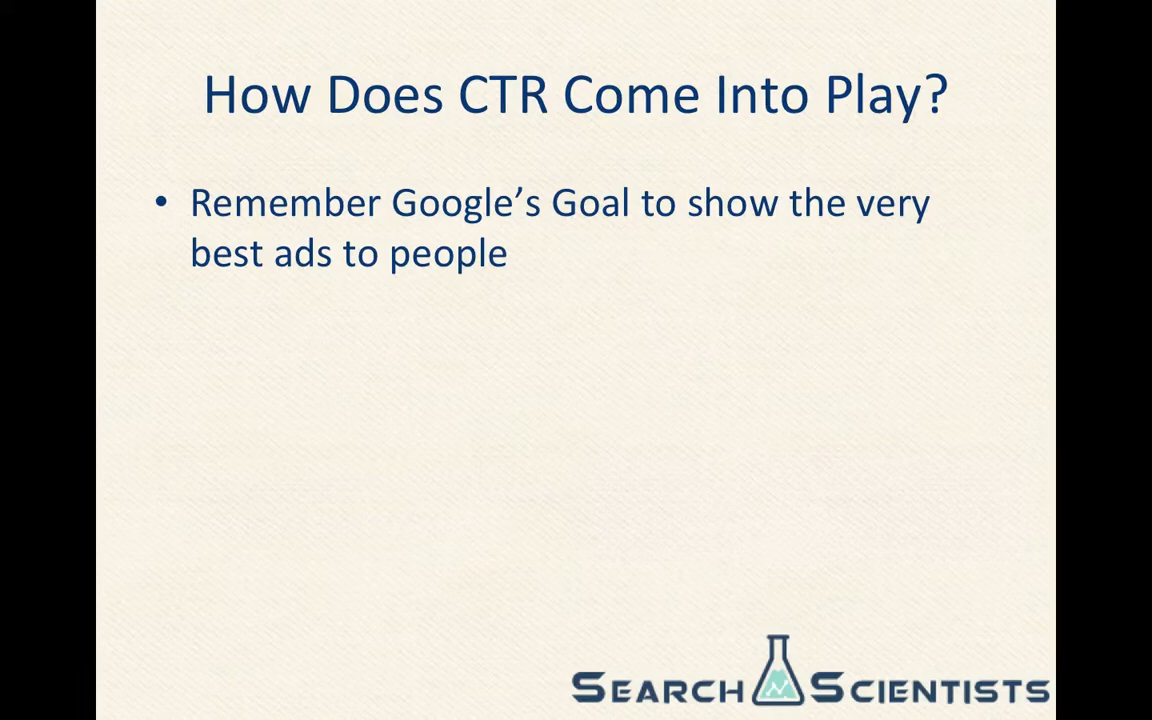 How Does CTR Come Into Play?
• Remember Google’s Goal to show the very
best ads to people
SEARCH SCIENTISTS